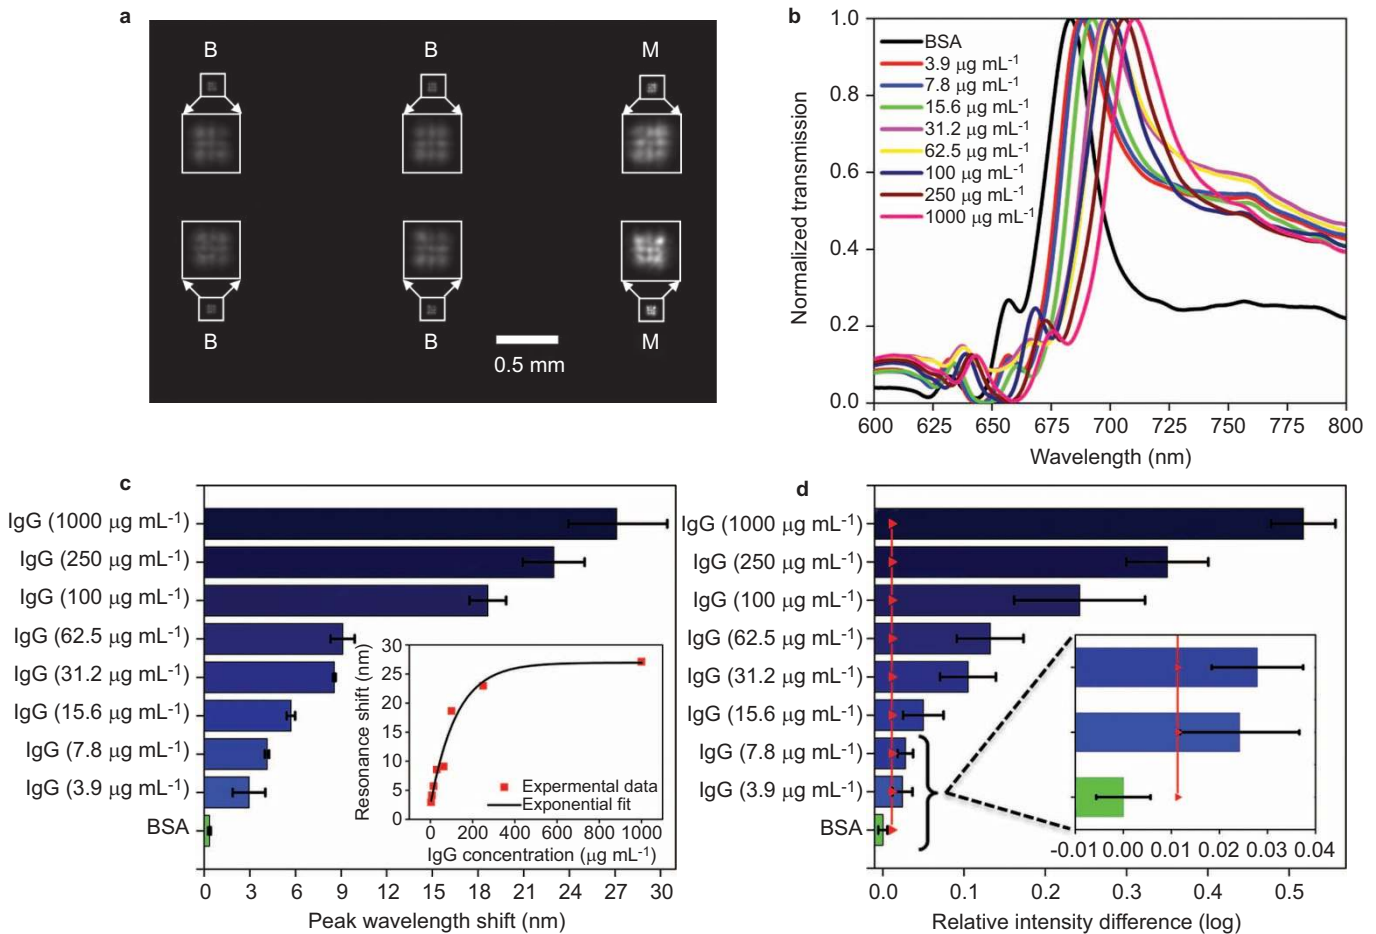 a
B B M
B B M
0.5 mm
b
1.0
0.8
0.6
0.4
0.2
0.0
Normalized transmission
BSA
3.9 μg mL-1
7.8 μg mL-1
15.6 μg mL-1
31.2 μg mL-1
62.5 μg mL-1
100 μg mL-1
250 μg mL-1
1000 μg mL-1
600 625 650 675 700 725 750 775 800
Wavelength (nm)
c
IgG (1000 μg mL-1)
IgG (250 μg mL-1)
IgG (100 μg mL-1)
IgG (62.5 μg mL-1)
IgG (31.2 μg mL-1)
IgG (15.6 μg mL-1)
IgG (7.8 μg mL-1)
IgG (3.9 μg mL-1)
BSA
0 3 6 9 12 15 18 21 24 27 30
Peak wavelength shift (nm)
Resonance shift (nm)
30
25
20
15
10
5
0
Expermental data
Exponential fit
0 200 400 600 800 1000
IgG concentration (μg mL-1)
d
IgG (1000 μg mL-1)
IgG (250 μg mL-1)
IgG (100 μg mL-1)
IgG (62.5 μg mL-1)
IgG (31.2 μg mL-1)
IgG (15.6 μg mL-1)
IgG (7.8 μg mL-1)
IgG (3.9 μg mL-1)
BSA
-0.01 0.00 0.01 0.02 0.03 0.04
0.0 0.1 0.2 0.3 0.4 0.5
Relative intensity difference (log)